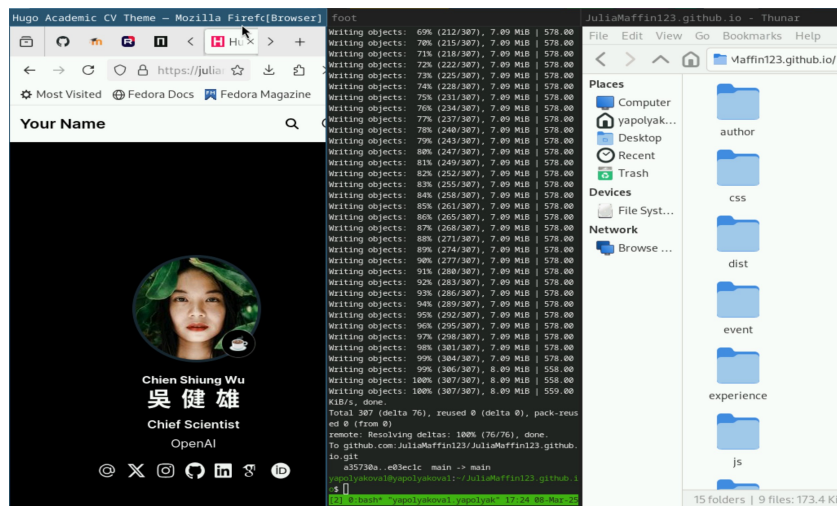 Hugo Academic CV Theme — Mozilla Firefc[Browser]
Hu
https://julia
Most Visited
Fedora Docs
Fedora Magazine
Your Name
Chien Shiung Wu
吳健雄
Chief Scientist
OpenAI
foot
Writing objects:  69% (212/307), 7.09 MiB | 578.00
Writing objects:  70% (215/307), 7.09 MiB | 578.00
Writing objects:  71% (218/307), 7.09 MiB | 578.00
Writing objects:  72% (222/307), 7.09 MiB | 578.00
Writing objects:  73% (225/307), 7.09 MiB | 578.00
Writing objects:  74% (228/307), 7.09 MiB | 578.00
Writing objects:  75% (231/307), 7.09 MiB | 578.00
Writing objects:  76% (234/307), 7.09 MiB | 578.00
Writing objects:  77% (237/307), 7.09 MiB | 578.00
Writing objects:  78% (240/307), 7.09 MiB | 578.00
Writing objects:  79% (243/307), 7.09 MiB | 578.00
Writing objects:  80% (247/307), 7.09 MiB | 578.00
Writing objects:  81% (249/307), 7.09 MiB | 578.00
Writing objects:  82% (252/307), 7.09 MiB | 578.00
Writing objects:  83% (255/307), 7.09 MiB | 578.00
Writing objects:  84% (258/307), 7.09 MiB | 578.00
Writing objects:  85% (261/307), 7.09 MiB | 578.00
Writing objects:  86% (265/307), 7.09 MiB | 578.00
Writing objects:  87% (268/307), 7.09 MiB | 578.00
Writing objects:  88% (271/307), 7.09 MiB | 578.00
Writing objects:  89% (274/307), 7.09 MiB | 578.00
Writing objects:  90% (277/307), 7.09 MiB | 578.00
Writing objects:  91% (280/307), 7.09 MiB | 578.00
Writing objects:  92% (283/307), 7.09 MiB | 578.00
Writing objects:  93% (286/307), 7.09 MiB | 578.00
Writing objects:  94% (289/307), 7.09 MiB | 578.00
Writing objects:  95% (292/307), 7.09 MiB | 578.00
Writing objects:  96% (295/307), 7.09 MiB | 578.00
Writing objects:  97% (298/307), 7.09 MiB | 578.00
Writing objects:  98% (301/307), 7.09 MiB | 578.00
Writing objects:  99% (304/307), 7.09 MiB | 578.00
Writing objects:  99% (306/307), 8.09 MiB | 558.00
Writing objects: 100% (307/307), 8.09 MiB | 558.00
Writing objects: 100% (307/307), 8.09 MiB | 559.00
KiB/s, done.
Total 307 (delta 76), reused 0 (delta 0), pack-reus
ed 0 (from 0)
remote: Resolving deltas: 100% (76/76), done.
To github.com:JuliaMaffin123/JuliaMaffin123.github.
io.git
a35730a..e03ec1c  main -> main
yapolyakova1@yapolyakova1:~/JuliaMaffin123.github.i
o$
[2] 0:bash* "yapolyakova1.yapolyak" 17:24 08-Mar-25
JuliaMaffin123.github.io - Thunar
File Edit View Go Bookmarks Help
Maffin123.github.io/
Places
Computer
yapolyak...
Desktop
Recent
Trash
Devices
File Syst...
Network
Browse ...
author
css
dist
event
experience
js
15 folders | 9 files: 173.4 Ki